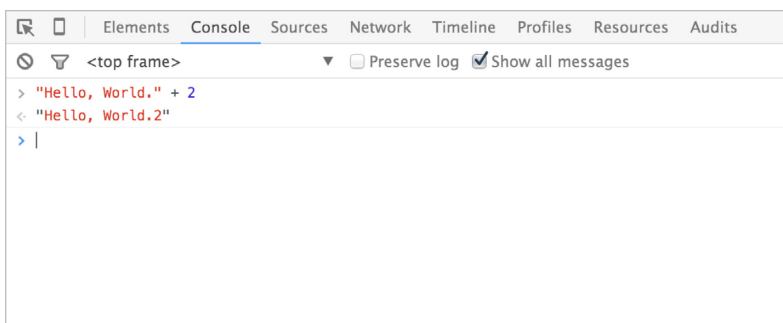 Elements Console Sources Network Timeline Profiles Resources Audits
<top frame> ▼ Preserve log Show all messages
> "Hello, World." + 2
<· "Hello, World.2"
>